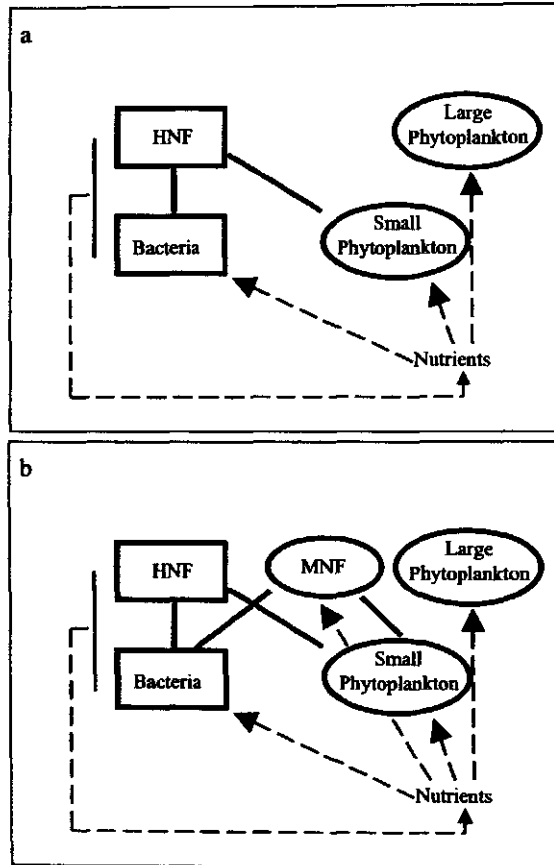 a
HNF
Large
Phytoplankton
Bacteria
Small
Phytoplankton
Nutrients
b
HNF
MNF
Large
Phytoplankton
Bacteria
Small
Phytoplankton
Nutrients